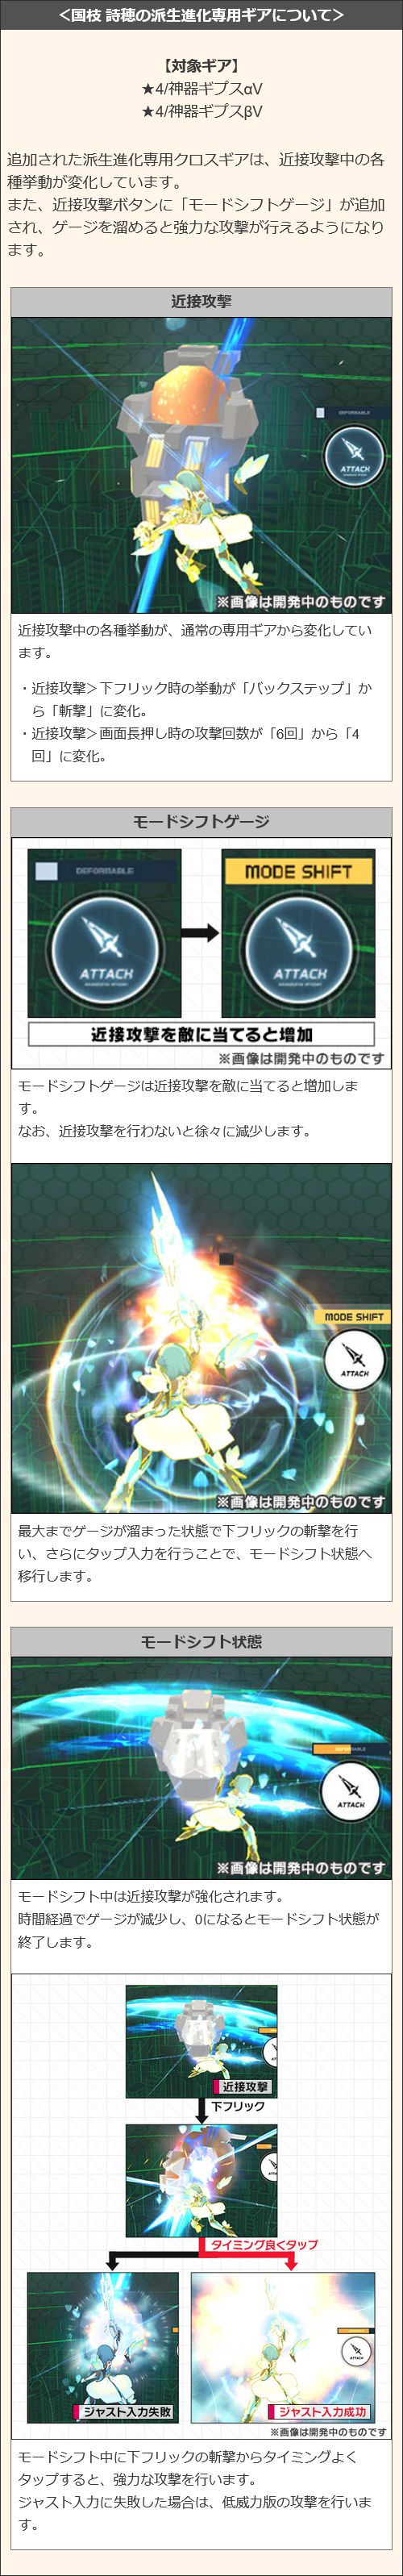 ＜国枝 詩穂の派生進化専用ギアについて＞
【対象ギア】
★4/神器ギプスαV
★4/神器ギプスβV
追加された派生進化専用クロスギアは、近接攻撃中の各
種挙動が変化しています。
また、近接攻撃ボタンに「モードシフトゲージ」が追加
され、ゲージを溜めると強力な攻撃が行えるようになり
ます。
近接攻撃
DEFORMABLE
ATTACH
※画像は開発中のものです
近接攻撃中の各種挙動が、通常の専用ギアから変化してい
ます。
・近接攻撃＞下フリック時の挙動が「バックステップ」か
ら「斬撃」に変化。
・近接攻撃＞画面長押し時の攻撃回数が「6回」から「4
回」に変化。
モードシフトゲージ
DEFORMABLE
MODE SHIFT
ATTACH
ATTACH
近接攻撃を敵に当てると増加
※画像は開発中のものです
モードシフトゲージは近接攻撃を敵に当てると増加しま
す。
なお、近接攻撃を行わないと徐々に減少します。
MODE SHIFT
ATTACH
※画像は開発中のものです
最大までゲージが溜まった状態で下フリックの斬撃を行
い、さらにタップ入力を行うことで、モードシフト状態へ
移行します。
モードシフト状態
DEFORMABLE
ATTACH
※画像は開発中のものです
モードシフト中は近接攻撃が強化されます。
時間経過でゲージが減少し、0になるとモードシフト状態が
終了します。
近接攻撃
下フリック
タイミング良くタップ
ATTACH
ジャスト入力失敗
ジャスト入力成功
※画像は開発中のものです
モードシフト中に下フリックの斬撃からタイミングよく
タップすると、強力な攻撃を行います。
ジャスト入力に失敗した場合は、低威力版の攻撃を行いま
す。